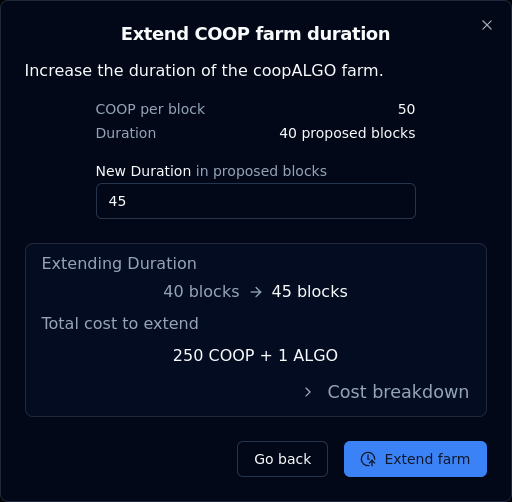 Extend COOP farm duration
Increase the duration of the coopALGO farm.
COOP per block 50
Duration 40 proposed blocks
New Duration in proposed blocks
45
Extending Duration
40 blocks → 45 blocks
Total cost to extend
250 COOP + 1 ALGO
Cost breakdown
Go back Extend farm